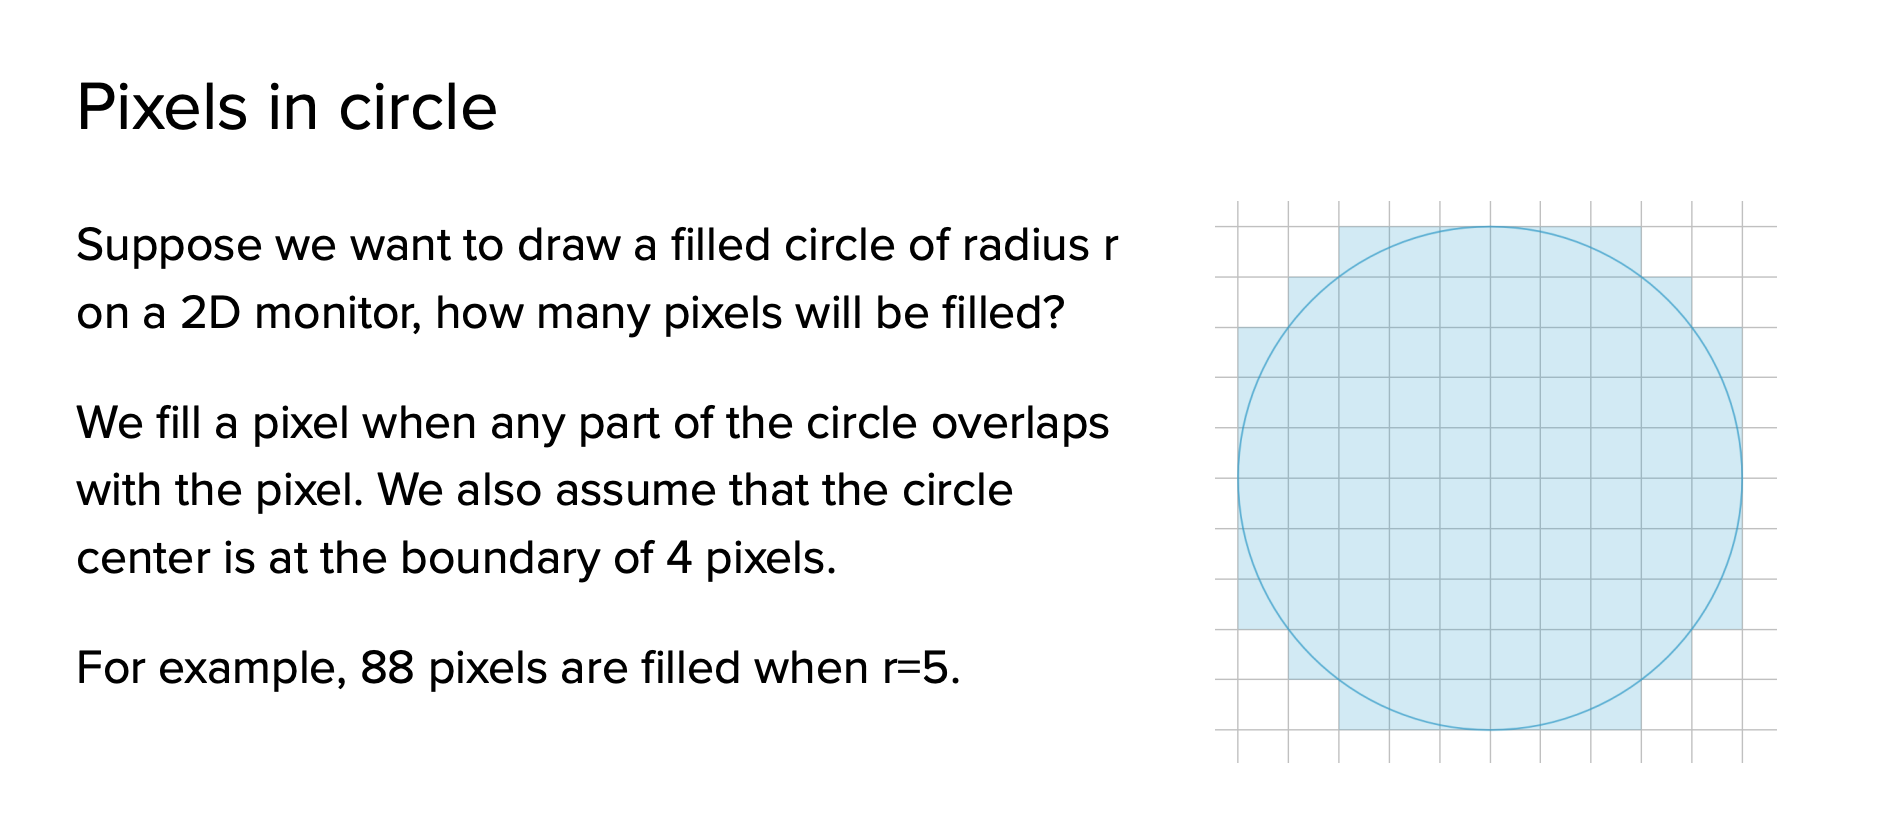 Pixels in circle
Suppose we want to draw a filled circle of radius r
on a 2D monitor, how many pixels will be filled?
We fill a pixel when any part of the circle overlaps
with the pixel. We also assume that the circle
center is at the boundary of 4 pixels.
For example, 88 pixels are filled when r=5.